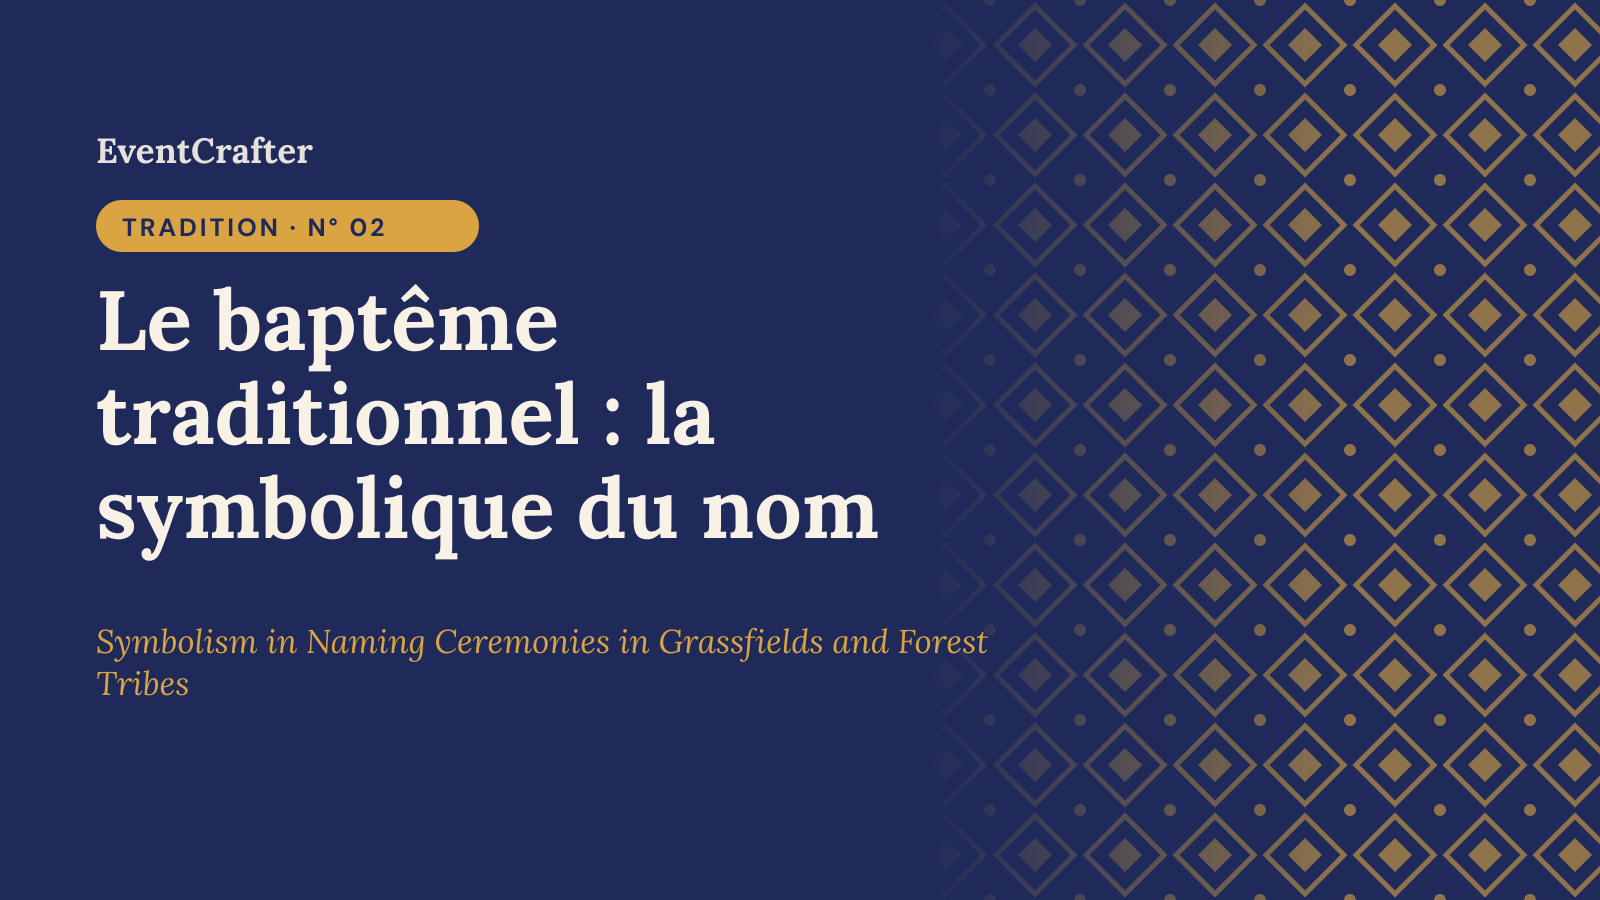 EventCrafter
TRADITION · N° 02
Le baptême
traditionnel : la
symbolique du nom
Symbolism in Naming Ceremonies in Grassfields and Forest
Tribes